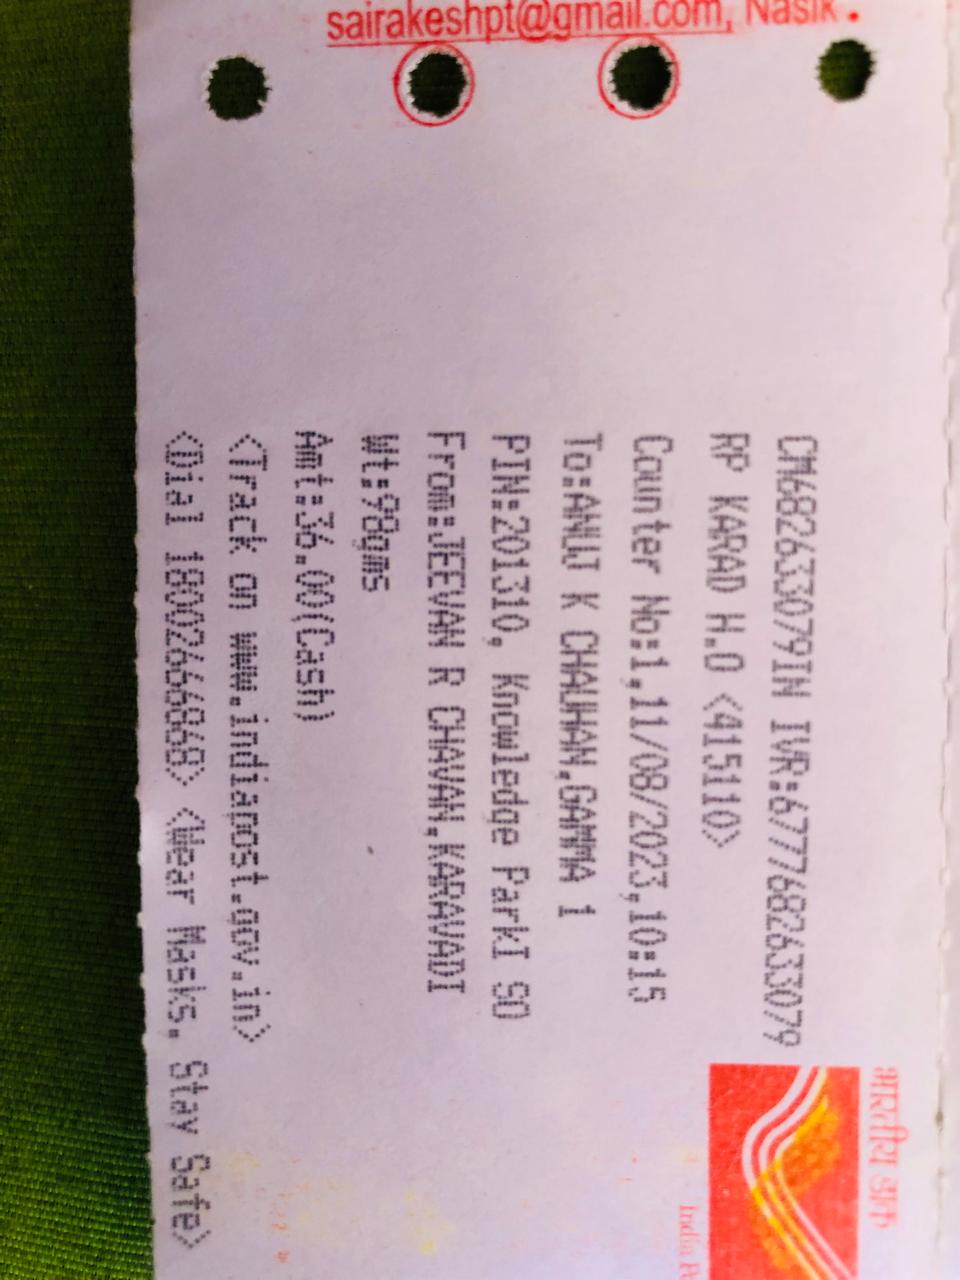 sairakeshpt@gmail.com, Nasik.
भारतीय डाक
India
CM682633079IN IVR:6777682633079
RP KARAD H.O <415110>
Counter No:1,11/08/2023,10:15
To:ANUJ K CHAUHAN,GAMMA 1
PIN:201310, Knowledge ParkI SO
From:JEEVAN R CHAVAN,KARAVADI
Wt:98gms
Amt:36.00(Cash)
<Track on www.indiapost.gov.in>
<Dial 18002666868> <Wear Masks, Stay Safe>